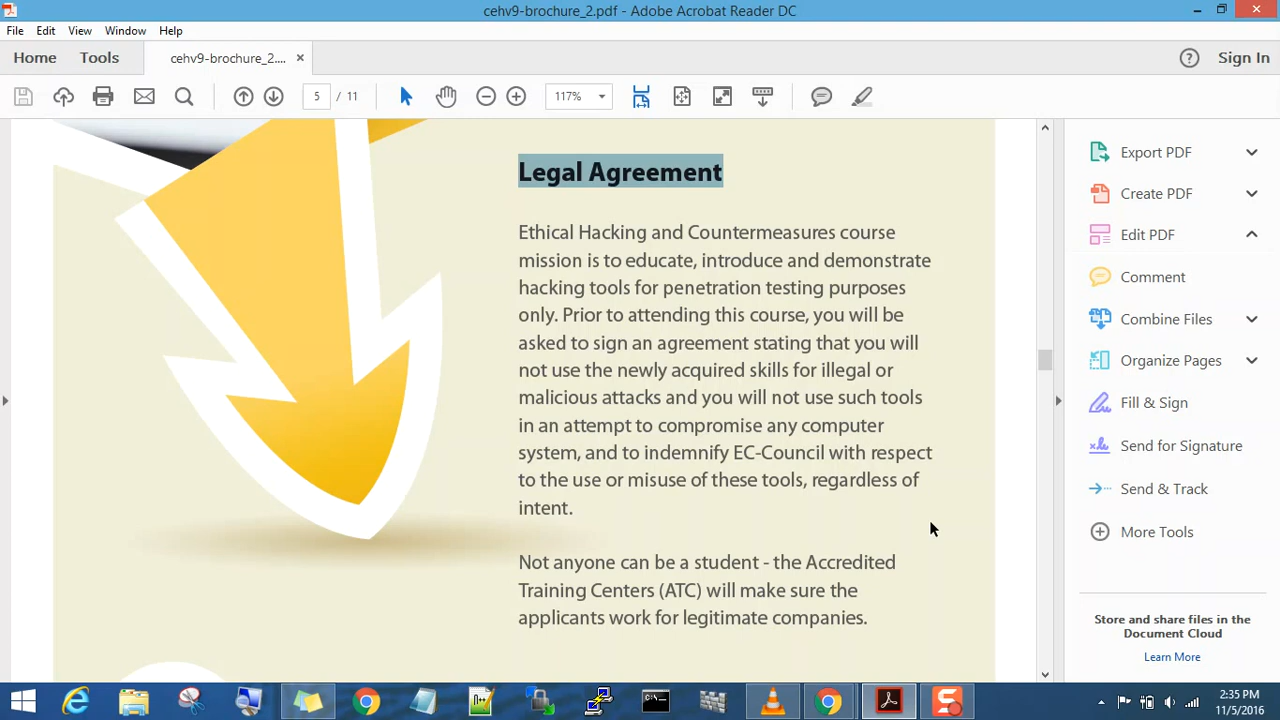 cehv9-brochure_2.pdf - Adobe Acrobat Reader DC
File Edit View Window Help
Home Tools cehv9-brochure_2.... × Sign In
5 / 11 117%
Legal Agreement
Ethical Hacking and Countermeasures course
mission is to educate, introduce and demonstrate
hacking tools for penetration testing purposes
only. Prior to attending this course, you will be
asked to sign an agreement stating that you will
not use the newly acquired skills for illegal or
malicious attacks and you will not use such tools
in an attempt to compromise any computer
system, and to indemnify EC-Council with respect
to the use or misuse of these tools, regardless of
intent.
Not anyone can be a student - the Accredited
Training Centers (ATC) will make sure the
applicants work for legitimate companies.
Export PDF
Create PDF
Edit PDF
Comment
Combine Files
Organize Pages
Fill & Sign
Send for Signature
Send & Track
More Tools
Store and share files in the
Document Cloud
Learn More
2:35 PM
11/5/2016